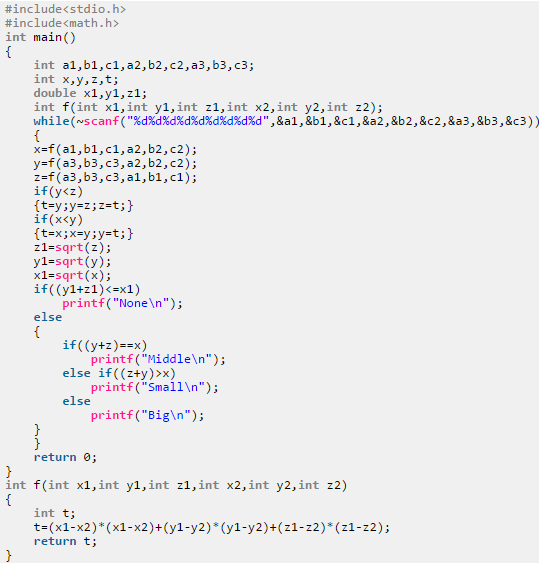 #include<stdio.h>
#include<math.h>
int main()
{
    int a1,b1,c1,a2,b2,c2,a3,b3,c3;
    int x,y,z,t;
    double x1,y1,z1;
    int f(int x1,int y1,int z1,int x2,int y2,int z2);
    while(~scanf("%d%d%d%d%d%d%d%d%d",&a1,&b1,&c1,&a2,&b2,&c2,&a3,&b3,&c3))
    {
    x=f(a1,b1,c1,a2,b2,c2);
    y=f(a3,b3,c3,a2,b2,c2);
    z=f(a3,b3,c3,a1,b1,c1);
    if(y<z)
    {t=y;y=z;z=t;}
    if(x<y)
    {t=x;x=y;y=t;}
    z1=sqrt(z);
    y1=sqrt(y);
    x1=sqrt(x);
    if((y1+z1)<=x1)
        printf("None\n");
    else
    {
        if((y+z)==x)
            printf("Middle\n");
        else if((z+y)>x)
            printf("Small\n");
        else
            printf("Big\n");
    }
    }
    return 0;
}
int f(int x1,int y1,int z1,int x2,int y2,int z2)
{
    int t;
    t=(x1-x2)*(x1-x2)+(y1-y2)*(y1-y2)+(z1-z2)*(z1-z2);
    return t;
}